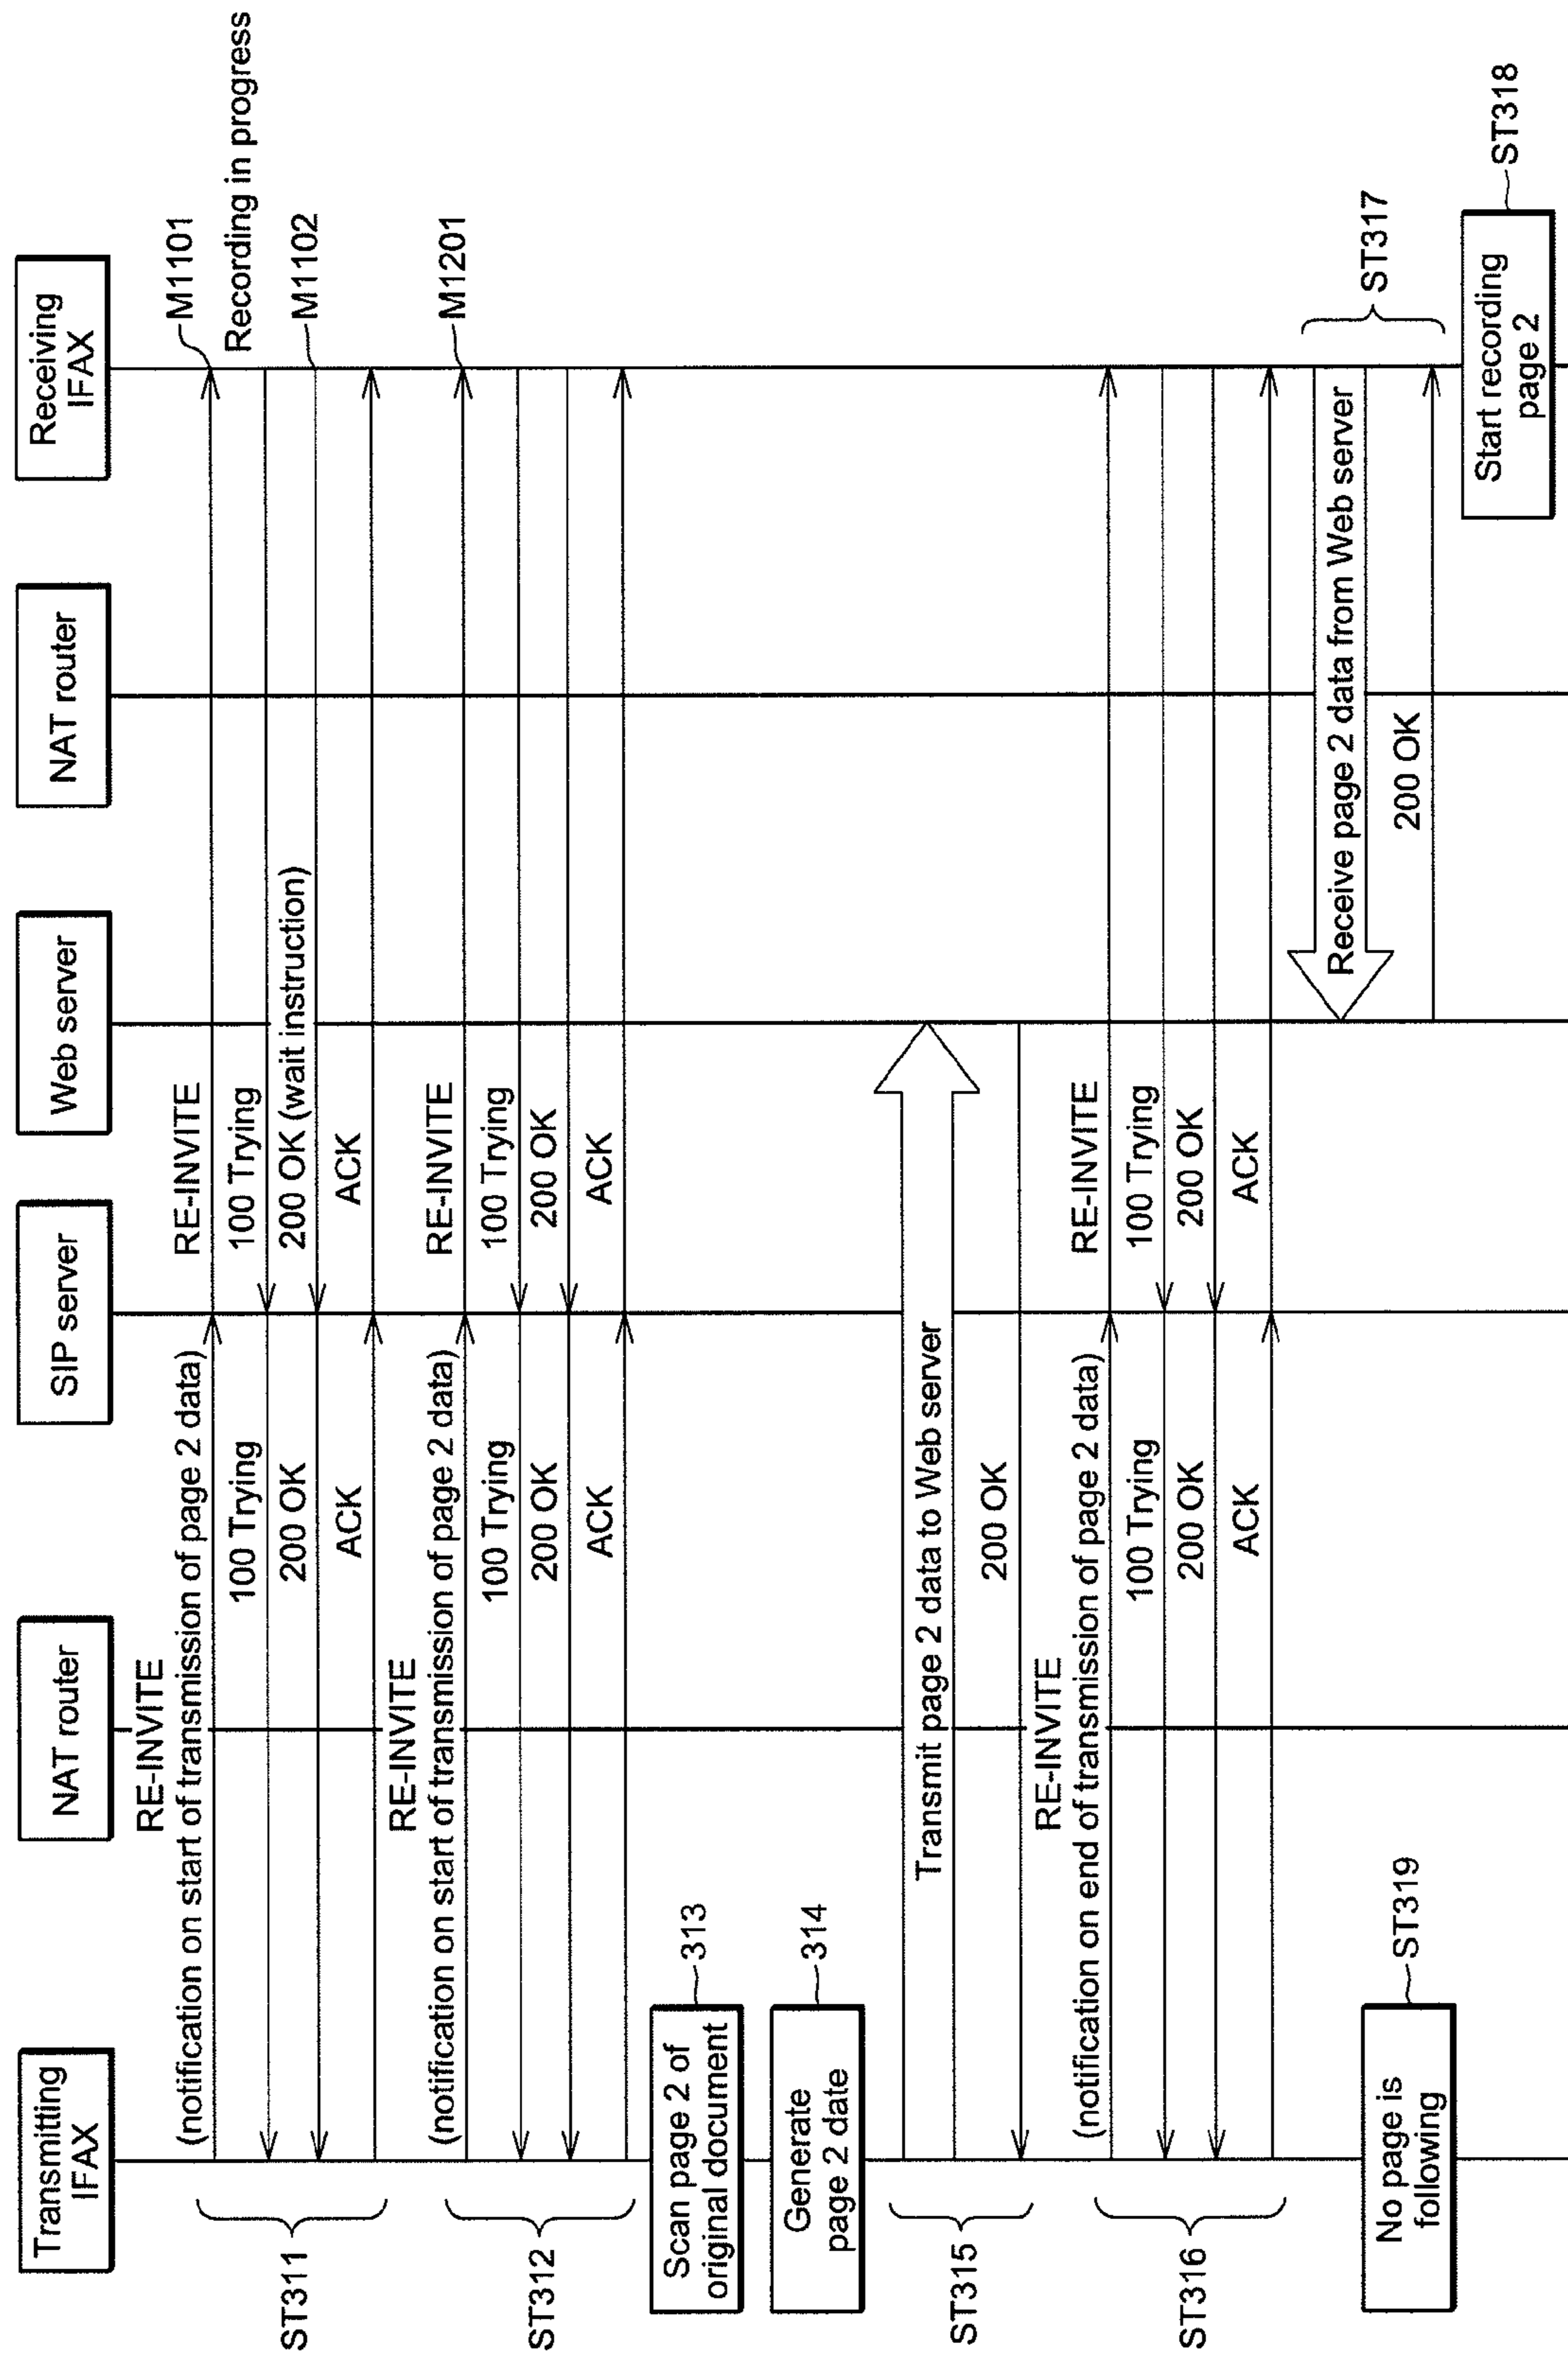 Transmitting
IFAX
NAT router
SIP server
Web server
NAT router
Receiving
IFAX
ST311
RE-INVITE
(notification on start of transmission of page 2 data)
RE-INVITE
M1101
100 Trying
100 Trying
Recording in progress
200 OK
200 OK (wait instruction)
M1102
ACK
ACK
ST312
RE-INVITE
(notification on start of transmission of page 2 data)
RE-INVITE
M1201
100 Trying
100 Trying
200 OK
200 OK
ACK
ACK
Scan page 2 of
original document
313
Generate
page 2 date
314
ST315
Transmit page 2 data to Web server
200 OK
ST316
RE-INVITE
(notification on end of transmission of page 2 data)
RE-INVITE
100 Trying
100 Trying
200 OK
200 OK
ACK
ACK
Receive page 2 data from Web server
ST317
200 OK
No page is
following
ST319
Start recording
page 2
ST318